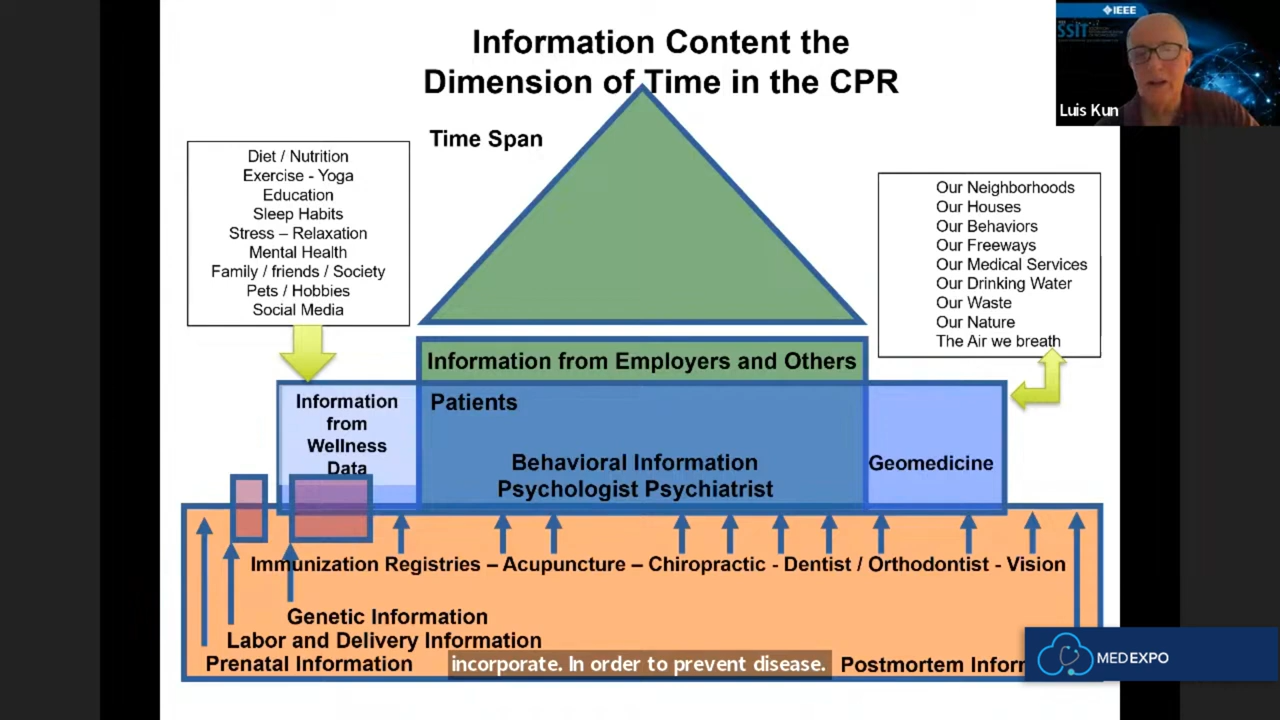 Information Content the
Dimension of Time in the CPR
IEEE
SSIT
Luis Kun
Time Span
Diet / Nutrition
Exercise - Yoga
Education
Sleep Habits
Stress – Relaxation
Mental Health
Family / friends / Society
Pets / Hobbies
Social Media
Our Neighborhoods
Our Houses
Our Behaviors
Our Freeways
Our Medical Services
Our Drinking Water
Our Waste
Our Nature
The Air we breath
Information from Employers and Others
Information
from
Wellness
Data
Patients
Behavioral Information
Psychologist Psychiatrist
Geomedicine
Immunization Registries – Acupuncture – Chiropractic - Dentist / Orthodontist - Vision
Genetic Information
Labor and Delivery Information
Prenatal Information
incorporate. In order to prevent disease.
Postmortem Infor
MEDEXPO